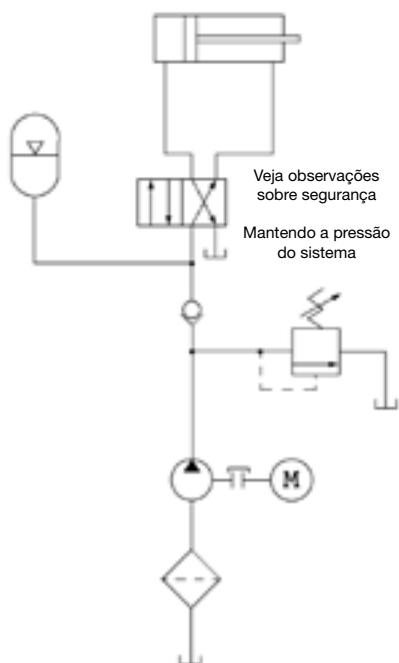 Veja observações
sobre segurança
Mantendo a pressão
do sistema
M